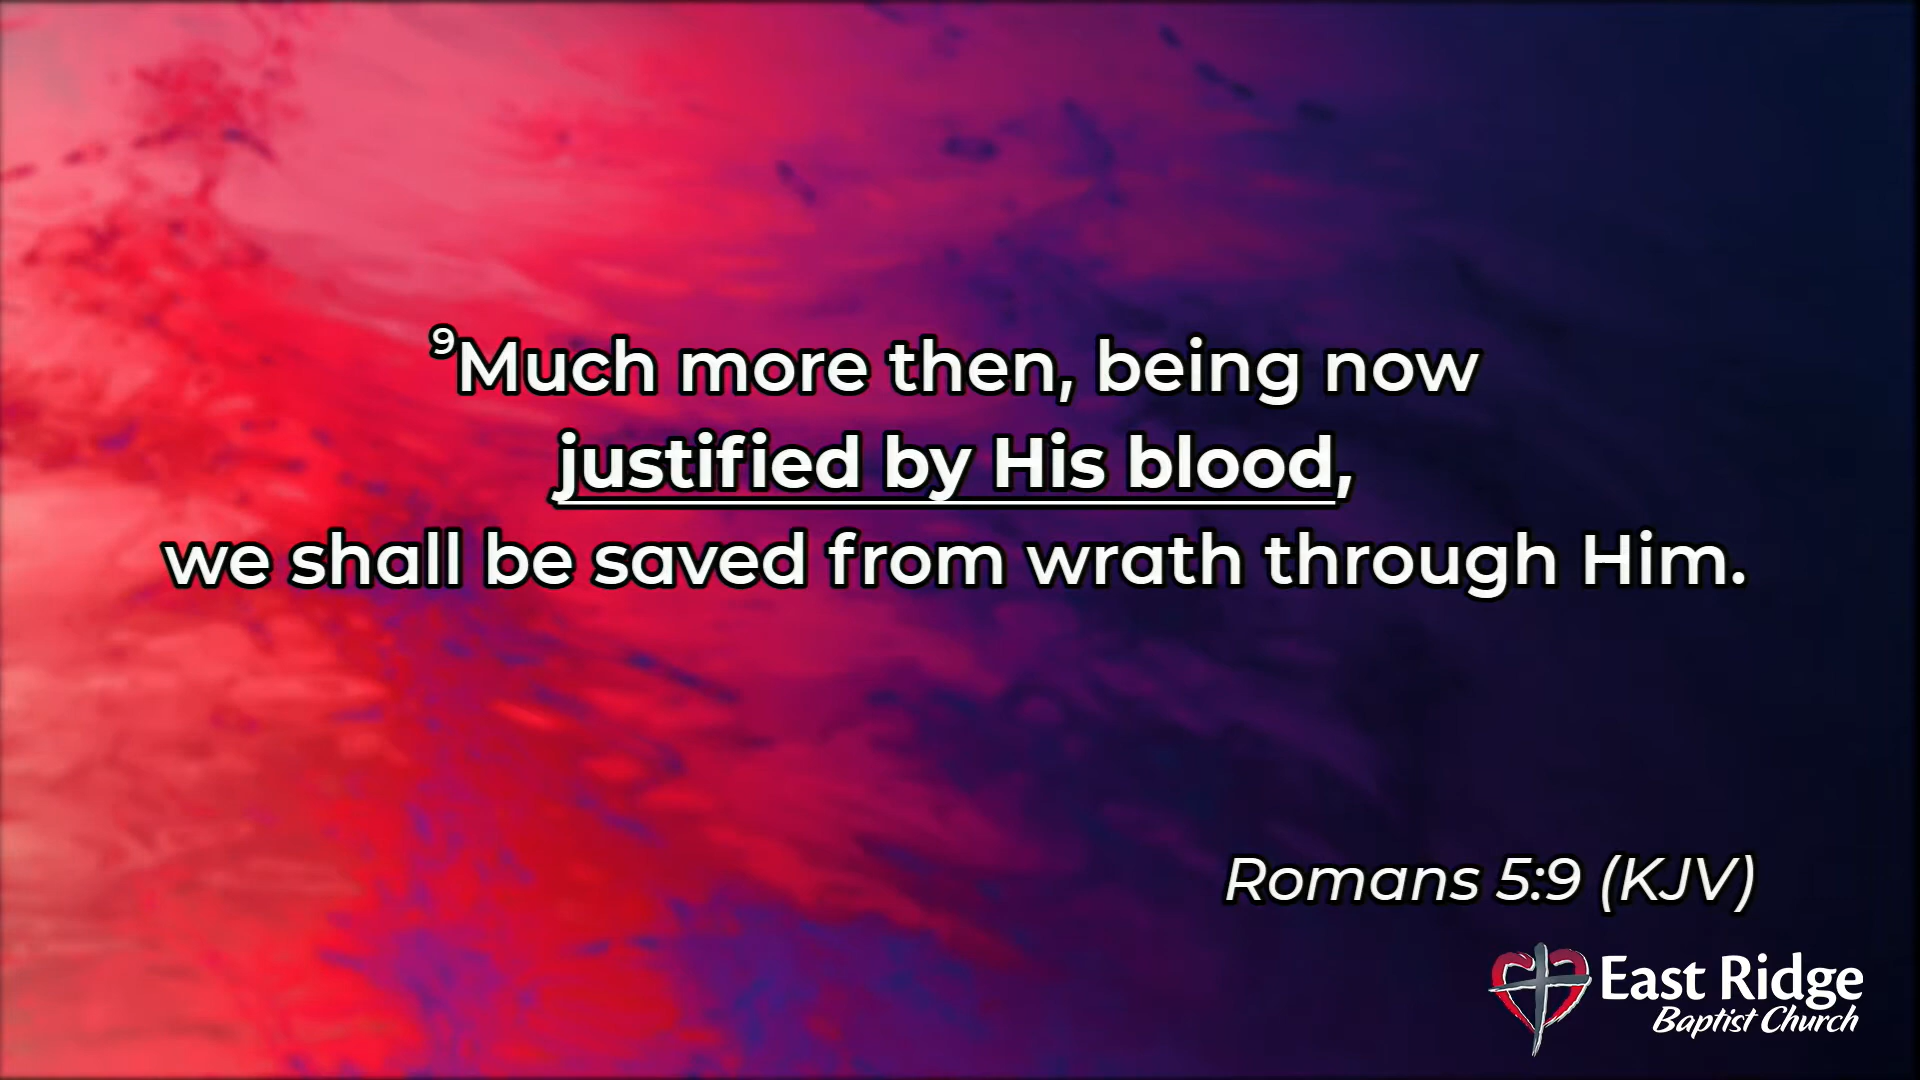 ⁹Much more then, being now
justified by His blood,
we shall be saved from wrath through Him.
Romans 5:9 (KJV)
East Ridge
Baptist Church